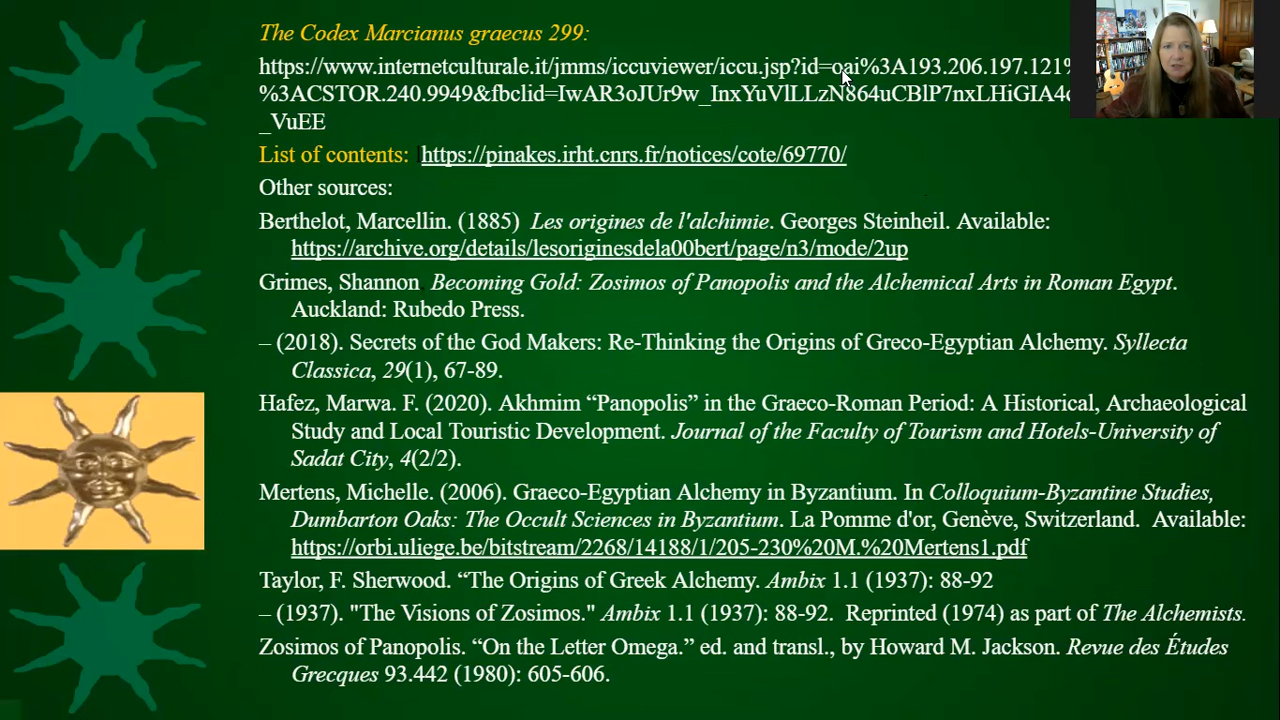 The Codex Marcianus graecus 299:
https://www.internetculturale.it/jmms/iccuviewer/iccu.jsp?id=oai%3A193.206.197.121%
%3ACSTOR.240.9949&fbclid=IwAR3oJUr9w_InxYuVlLLzN864uCBlP7nxLHiGIA4c
_VuEE
List of contents: https://pinakes.irht.cnrs.fr/notices/cote/69770/
Other sources:
Berthelot, Marcellin. (1885) Les origines de l'alchimie. Georges Steinheil. Available:
https://archive.org/details/lesoriginesdela00bert/page/n3/mode/2up
Grimes, Shannon. Becoming Gold: Zosimos of Panopolis and the Alchemical Arts in Roman Egypt.
Auckland: Rubedo Press.
– (2018). Secrets of the God Makers: Re-Thinking the Origins of Greco-Egyptian Alchemy. Syllecta
Classica, 29(1), 67-89.
Hafez, Marwa. F. (2020). Akhmim “Panopolis” in the Graeco-Roman Period: A Historical, Archaeological
Study and Local Touristic Development. Journal of the Faculty of Tourism and Hotels-University of
Sadat City, 4(2/2).
Mertens, Michelle. (2006). Graeco-Egyptian Alchemy in Byzantium. In Colloquium-Byzantine Studies,
Dumbarton Oaks: The Occult Sciences in Byzantium. La Pomme d'or, Genève, Switzerland. Available:
https://orbi.uliege.be/bitstream/2268/14188/1/205-230%20M.%20Mertens1.pdf
Taylor, F. Sherwood. “The Origins of Greek Alchemy. Ambix 1.1 (1937): 88-92
– (1937). "The Visions of Zosimos." Ambix 1.1 (1937): 88-92. Reprinted (1974) as part of The Alchemists.
Zosimos of Panopolis. “On the Letter Omega.” ed. and transl., by Howard M. Jackson. Revue des Études
Grecques 93.442 (1980): 605-606.